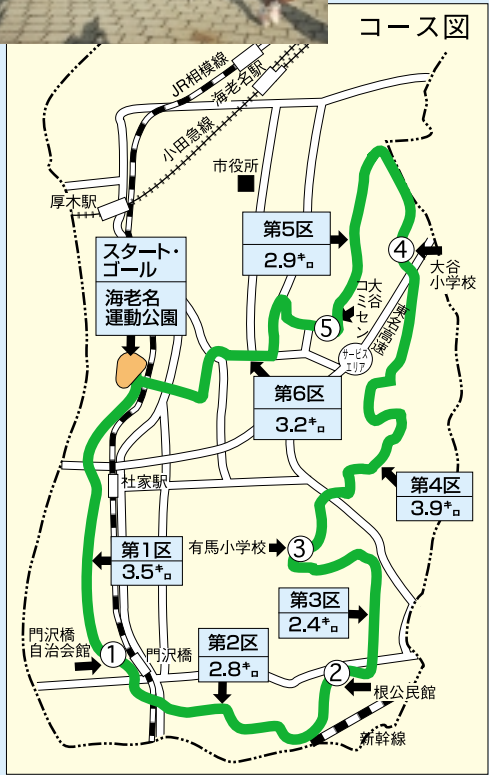 コース図
JR相模線
海老名駅
小田急線
市役所
厚木駅
第5区
2.9㌔
④
大谷
小学校
スタート・
ゴール
海老名
運動公園
大谷
コミセン
⑤
東名高速
サービス
エリア
第6区
3.2㌔
社家駅
第4区
3.9㌔
有馬小学校
③
第1区
3.5㌔
第3区
2.4㌔
門沢橋
自治会館
①
門沢橋
第2区
2.8㌔
②
根公民館
新幹線